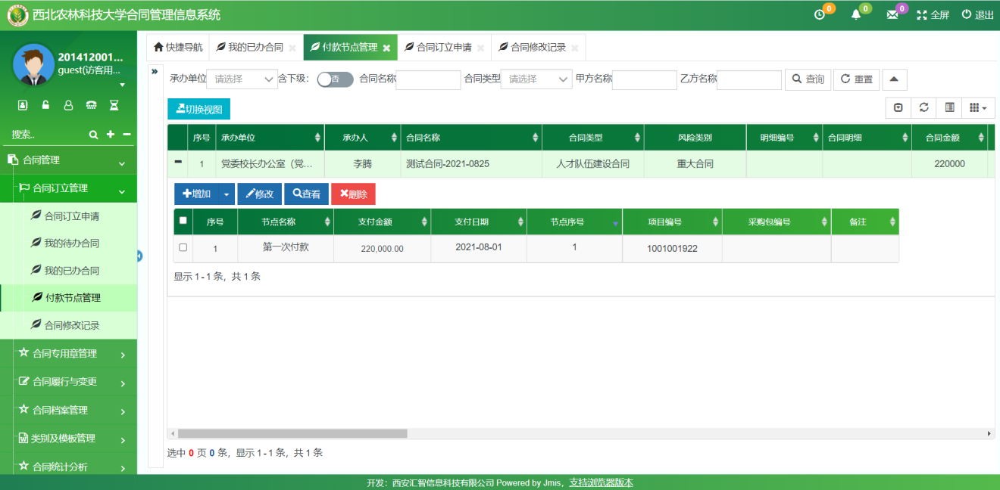 西北农林科技大学合同管理信息系统
0
0
0
全屏
退出
201412001...
guest(访客用...
搜索..
合同管理
合同订立管理
合同订立申请
我的待办合同
我的已办合同
付款节点管理
合同修改记录
合同专用章管理
合同履行与变更
合同档案管理
类别及模板管理
合同统计分析
快捷导航
我的已办合同
付款节点管理
合同订立申请
合同修改记录
承办单位 请选择 含下级: 否 合同名称 合同类型 请选择 甲方名称 乙方名称 查询 重置
切换视图
序号 承办单位 承办人 合同名称 合同类型 风险类别 明细编号 合同明细 合同金额
1 党委校长办公室（党... 李腾 测试合同-2021-0825 人才队伍建设合同 重大合同 220000
增加 修改 查看 删除
序号 节点名称 支付金额 支付日期 节点序号 项目编号 采购包编号 备注
1 第一次付款 220,000.00 2021-08-01 1 1001001922
显示 1 - 1 条，共 1 条
选中 0 页 0 条，显示 1 - 1 条，共 1 条
开发：西安汇智信息科技有限公司 Powered by Jmis，支持浏览器版本